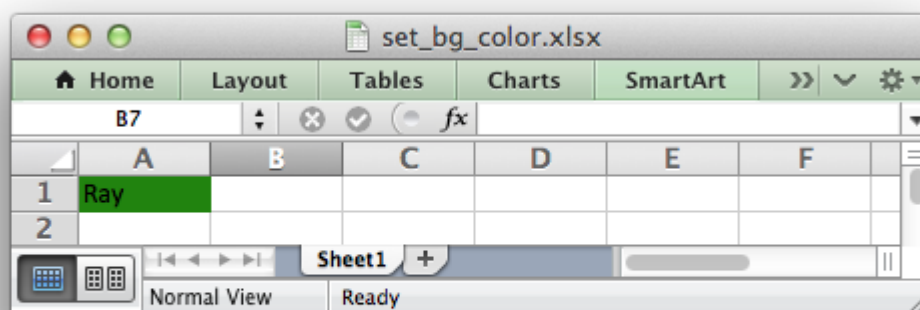 set_bg_color.xlsx
Home Layout Tables Charts SmartArt
B7 fx
A B C D E F
1 Ray
2
Sheet1 +
Normal View Ready